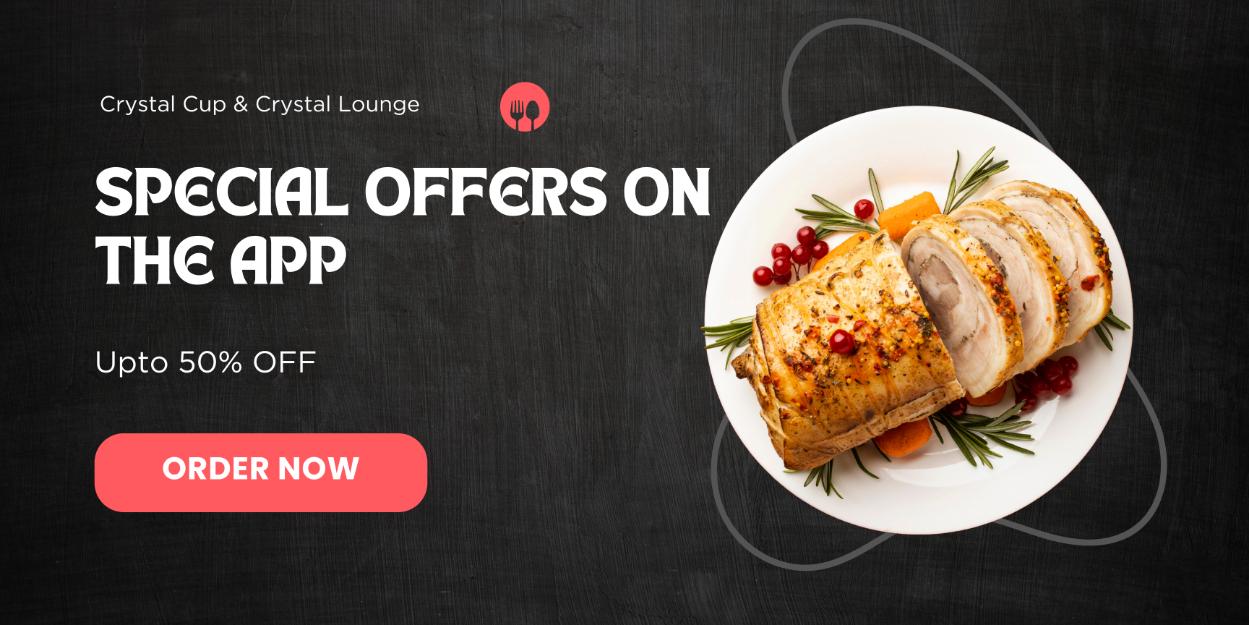 Crystal Cup & Crystal Lounge
SPECIAL OFFERS ON
THE APP
Upto 50% OFF
ORDER NOW